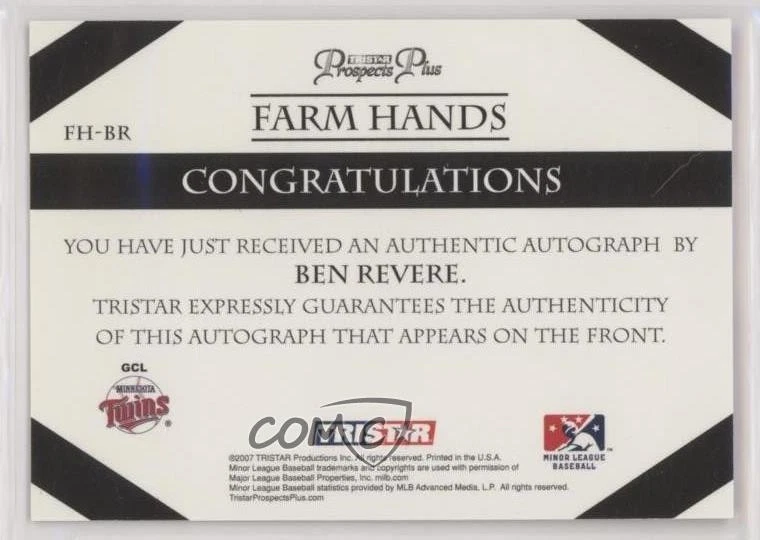 TRISTAR
Prospects Plus
FARM HANDS
FH-BR
CONGRATULATIONS
YOU HAVE JUST RECEIVED AN AUTHENTIC AUTOGRAPH BY
BEN REVERE.
TRISTAR EXPRESSLY GUARANTEES THE AUTHENTICITY
OF THIS AUTOGRAPH THAT APPEARS ON THE FRONT.
GCL
MINNESOTA
Twins®
COMC
TRISTAR
MINOR LEAGUE™
BASEBALL
©2007 TRISTAR Productions Inc. All rights reserved. Printed in the U.S.A.
Minor League Baseball trademarks and copyrights are used with permission of
Major League Baseball Properties, Inc. milb.com
Minor League Baseball statistics provided by MLB Advanced Media, L.P. All rights reserved.
TristarProspectsPlus.com